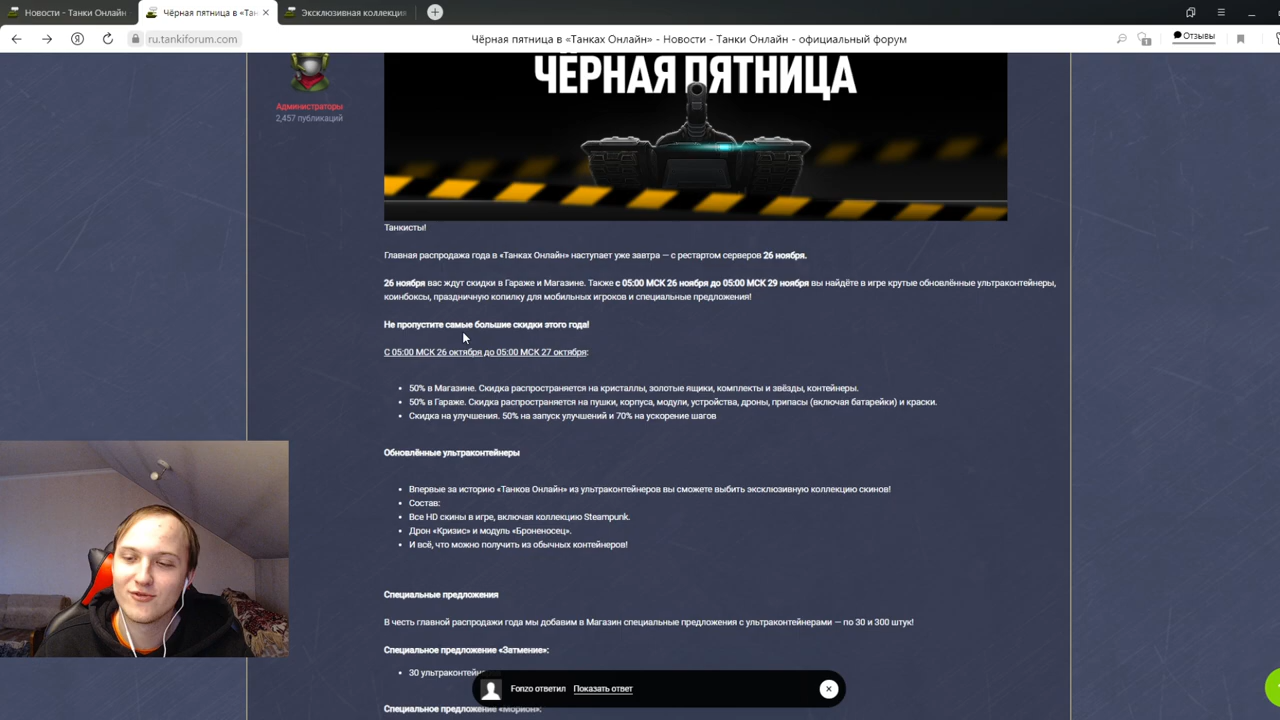 Новости - Танки Онлайн
Чёрная пятница в «Тан
Эксклюзивная коллекци
ru.tankiforum.com
Чёрная пятница в «Танках Онлайн» - Новости - Танки Онлайн - официальный форум
1
Отзывы
ЧЁРНАЯ ПЯТНИЦА
Администраторы
2,457 публикаций
Танкисты!
Главная распродажа года в «Танках Онлайн» наступает уже завтра — с рестартом серверов 26 ноября.
26 ноября вас ждут скидки в Гараже и Магазине. Также с 05:00 МСК 26 ноября до 05:00 МСК 29 ноября вы найдёте в игре крутые обновлённые ультраконтейнеры,
коинбоксы, праздничную копилку для мобильных игроков и специальные предложения!
Не пропустите самые большие скидки этого года!
С 05:00 МСК 26 октября до 05:00 МСК 27 октября:
• 50% в Магазине. Скидка распространяется на кристаллы, золотые ящики, комплекты и звёзды, контейнеры.
• 50% в Гараже. Скидка распространяется на пушки, корпуса, модули, устройства, дроны, припасы (включая батарейки) и краски.
• Скидка на улучшения. 50% на запуск улучшений и 70% на ускорение шагов
Обновлённые ультраконтейнеры
• Впервые за историю «Танков Онлайн» из ультраконтейнеров вы сможете выбить эксклюзивную коллекцию скинов!
• Состав:
• Все HD скины в игре, включая коллекцию Steampunk.
• Дрон «Кризис» и модуль «Броненосец».
• И всё, что можно получить из обычных контейнеров!
Специальные предложения
В честь главной распродажи года мы добавим в Магазин специальные предложения с ультраконтейнерами — по 30 и 300 штук!
Специальное предложение «Затмение»:
• 30 ультраконтейн
Fonzo ответил Показать ответ
Специальное предложение «Морион»: